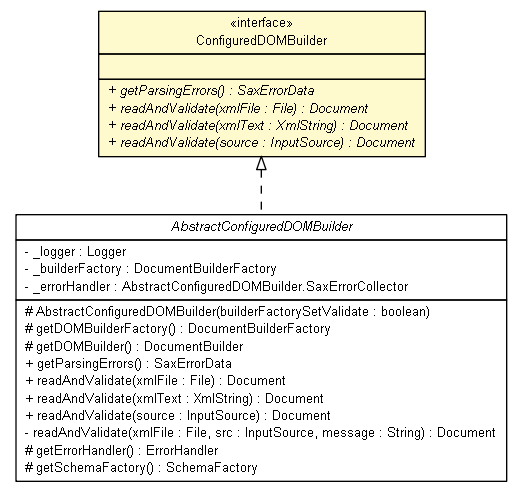 «interface»
ConfiguredDOMBuilder
+ getParsingErrors() : SaxErrorData
+ readAndValidate(xmlFile : File) : Document
+ readAndValidate(xmlText : XmlString) : Document
+ readAndValidate(source : InputSource) : Document
AbstractConfiguredDOMBuilder
- _logger : Logger
- _builderFactory : DocumentBuilderFactory
- _errorHandler : AbstractConfiguredDOMBuilder.SaxErrorCollector
# AbstractConfiguredDOMBuilder(builderFactorySetValidate : boolean)
# getDOMBuilderFactory() : DocumentBuilderFactory
# getDOMBuilder() : DocumentBuilder
+ getParsingErrors() : SaxErrorData
+ readAndValidate(xmlFile : File) : Document
+ readAndValidate(xmlText : XmlString) : Document
+ readAndValidate(source : InputSource) : Document
- readAndValidate(xmlFile : File, src : InputSource, message : String) : Document
# getErrorHandler() : ErrorHandler
# getSchemaFactory() : SchemaFactory